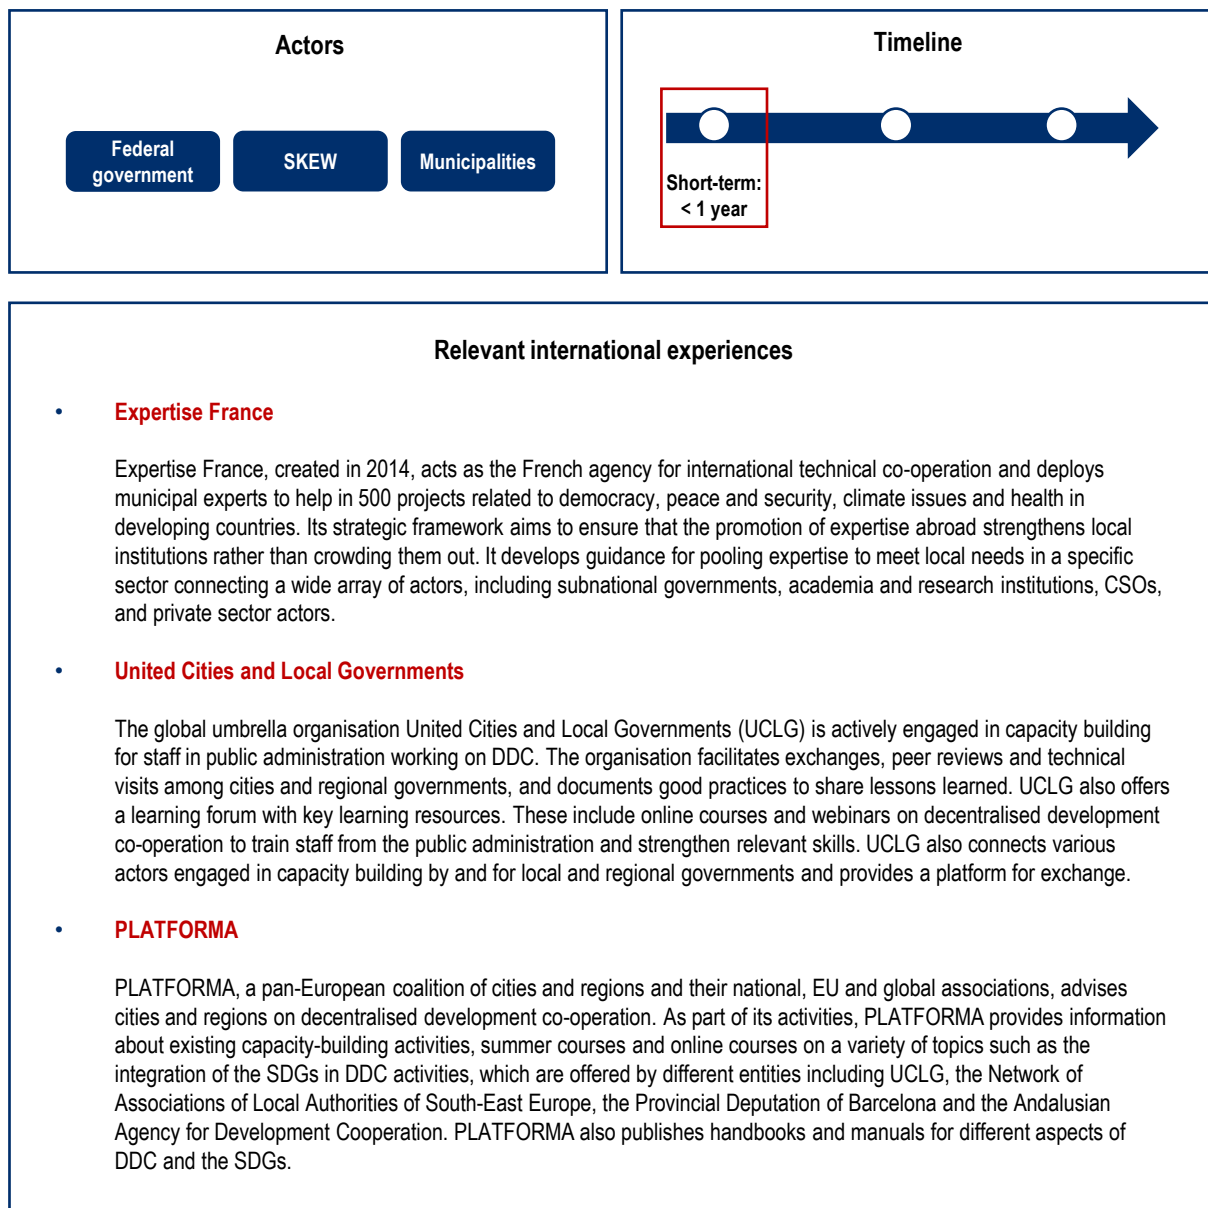 Actors
Federal
government
SKEW
Municipalities
Timeline
Short-term:
< 1 year
Relevant international experiences
• Expertise France
Expertise France, created in 2014, acts as the French agency for international technical co-operation and deploys
municipal experts to help in 500 projects related to democracy, peace and security, climate issues and health in
developing countries. Its strategic framework aims to ensure that the promotion of expertise abroad strengthens local
institutions rather than crowding them out. It develops guidance for pooling expertise to meet local needs in a specific
sector connecting a wide array of actors, including subnational governments, academia and research institutions, CSOs,
and private sector actors.
• United Cities and Local Governments
The global umbrella organisation United Cities and Local Governments (UCLG) is actively engaged in capacity building
for staff in public administration working on DDC. The organisation facilitates exchanges, peer reviews and technical
visits among cities and regional governments, and documents good practices to share lessons learned. UCLG also offers
a learning forum with key learning resources. These include online courses and webinars on decentralised development
co-operation to train staff from the public administration and strengthen relevant skills. UCLG also connects various
actors engaged in capacity building by and for local and regional governments and provides a platform for exchange.
• PLATFORMA
PLATFORMA, a pan-European coalition of cities and regions and their national, EU and global associations, advises
cities and regions on decentralised development co-operation. As part of its activities, PLATFORMA provides information
about existing capacity-building activities, summer courses and online courses on a variety of topics such as the
integration of the SDGs in DDC activities, which are offered by different entities including UCLG, the Network of
Associations of Local Authorities of South-East Europe, the Provincial Deputation of Barcelona and the Andalusian
Agency for Development Cooperation. PLATFORMA also publishes handbooks and manuals for different aspects of
DDC and the SDGs.